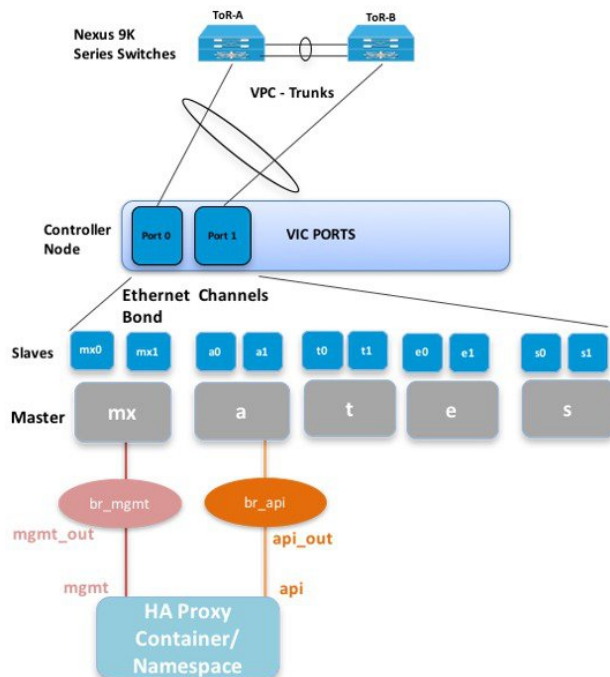 ToR-A
ToR-B
Nexus 9K
Series Switches
VPC - Trunks
Controller
Node
Port 0
Port 1
VIC PORTS
Ethernet Channels
Bond
Slaves
mx0
mx1
a0
a1
t0
t1
e0
e1
s0
s1
Master
mx
a
t
e
s
br_mgmt
br_api
mgmt_out
api_out
mgmt
api
HA Proxy
Container/
Namespace